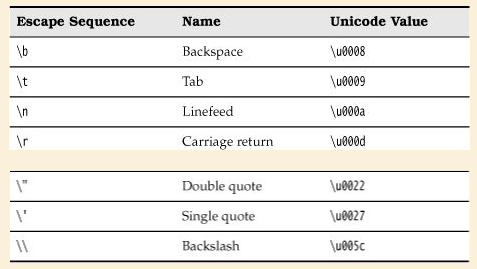 Escape Sequence Name Unicode Value
\b Backspace \u0008
\t Tab \u0009
\n Linefeed \u000a
\r Carriage return \u000d
\" Double quote \u0022
\' Single quote \u0027
\\ Backslash \u005c